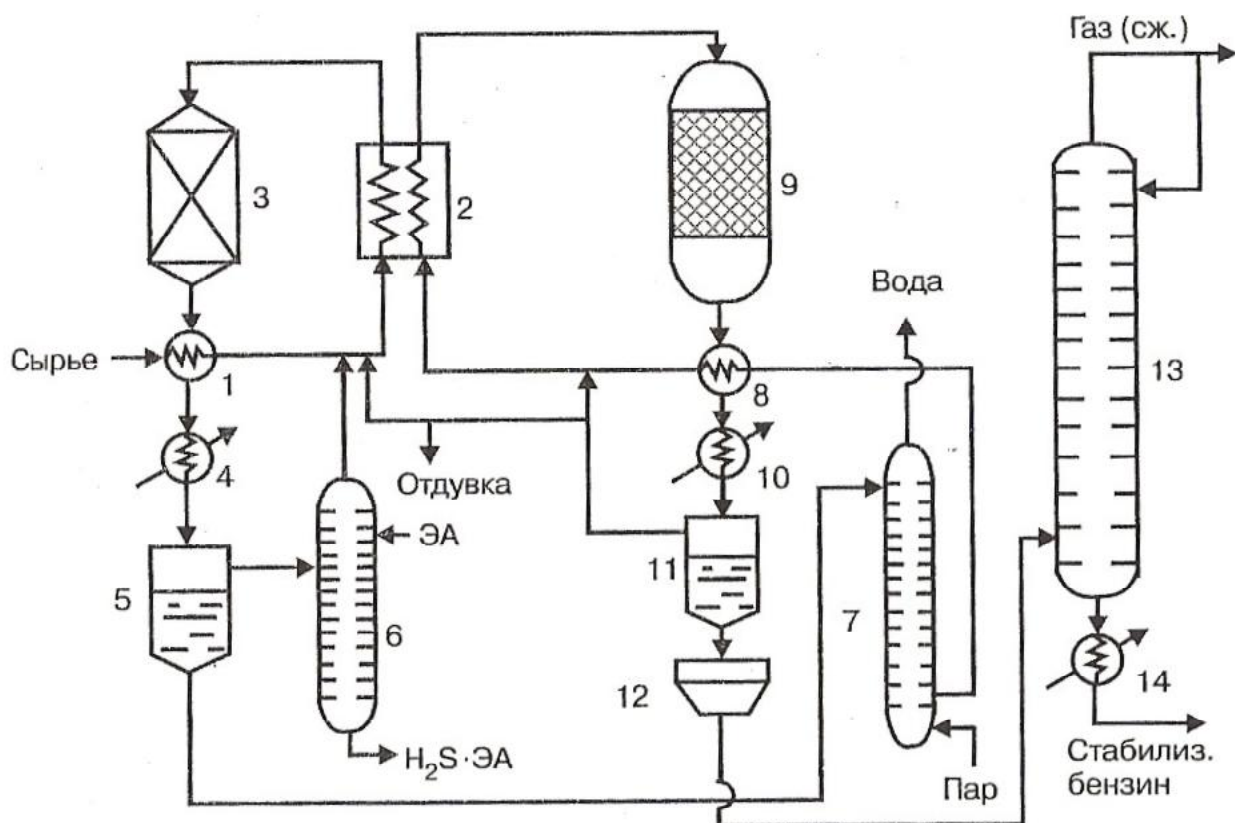 Газ (сж.)
3
2
9
Вода
Сырье
1
8
13
4
Отдувка
10
ЭА
5
11
6
7
12
14
H₂S·ЭА
Пар
Стабилиз.
бензин